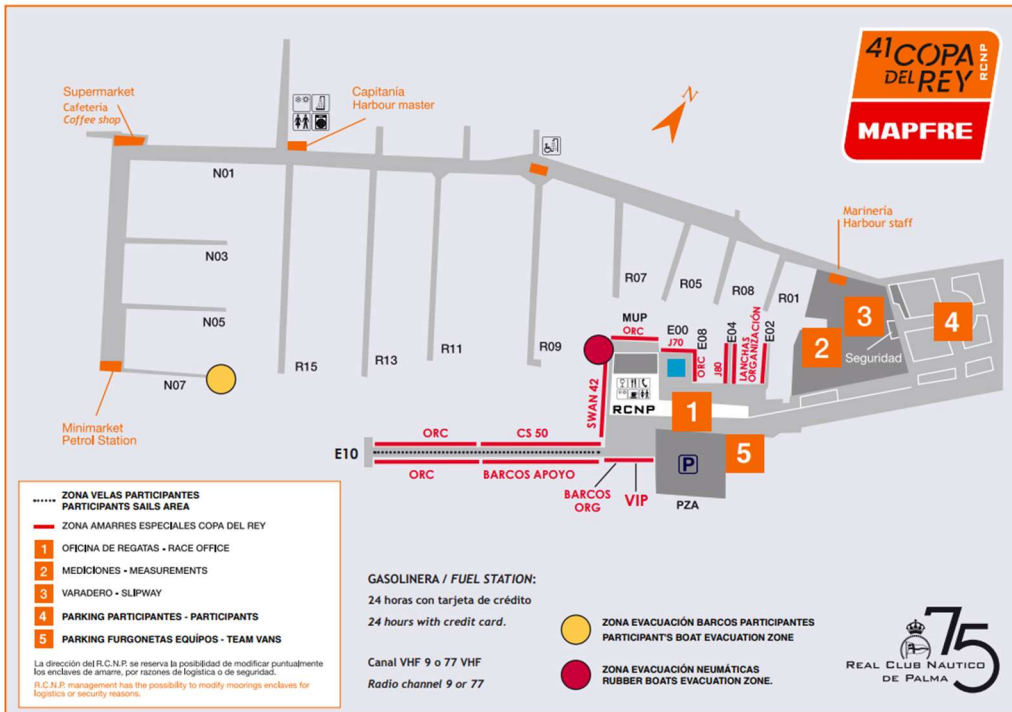 41 COPA
DEL REY
RCNP
MAPFRE
Supermarket
Cafeteria
Coffee shop
Capitanía
Harbour master
N
N01
N03
N05
N07
Minimarket
Petrol Station
R15
R13
R11
R09
R07
R05
R08
R01
Marinería
Harbour staff
3
4
2
Seguridad
MUP
ORC
E00
J70
E08
ORC
E04
J80
LANCHAS
ORGANIZACIÓN
E02
SWAN 42
RCNP
1
5
P
PZA
E10
ORC
CS 50
ORC
BARCOS APOYO
BARCOS
ORG
VIP
ZONA VELAS PARTICIPANTES
PARTICIPANTS SAILS AREA
ZONA AMARRES ESPECIALES COPA DEL REY
1 OFICINA DE REGATAS - RACE OFFICE
2 MEDICIONES - MEASUREMENTS
3 VARADERO - SLIPWAY
4 PARKING PARTICIPANTES - PARTICIPANTS
5 PARKING FURGONETAS EQUÍPOS - TEAM VANS
La dirección del R.C.N.P. se reserva la posibilidad de modificar puntualmente
los enclaves de amarre, por razones de logística o de seguridad.
R.C.N.P. management has the possibility to modify moorings enclaves for
logistics or security reasons.
GASOLINERA / FUEL STATION:
24 horas con tarjeta de crédito
24 hours with credit card.
Canal VHF 9 o 77 VHF
Radio channel 9 or 77
ZONA EVACUACIÓN BARCOS PARTICIPANTES
PARTICIPANT'S BOAT EVACUATION ZONE
ZONA EVACUACIÓN NEUMÁTICAS
RUBBER BOATS EVACUATION ZONE.
75
REAL CLUB NÁUTICO
DE PALMA